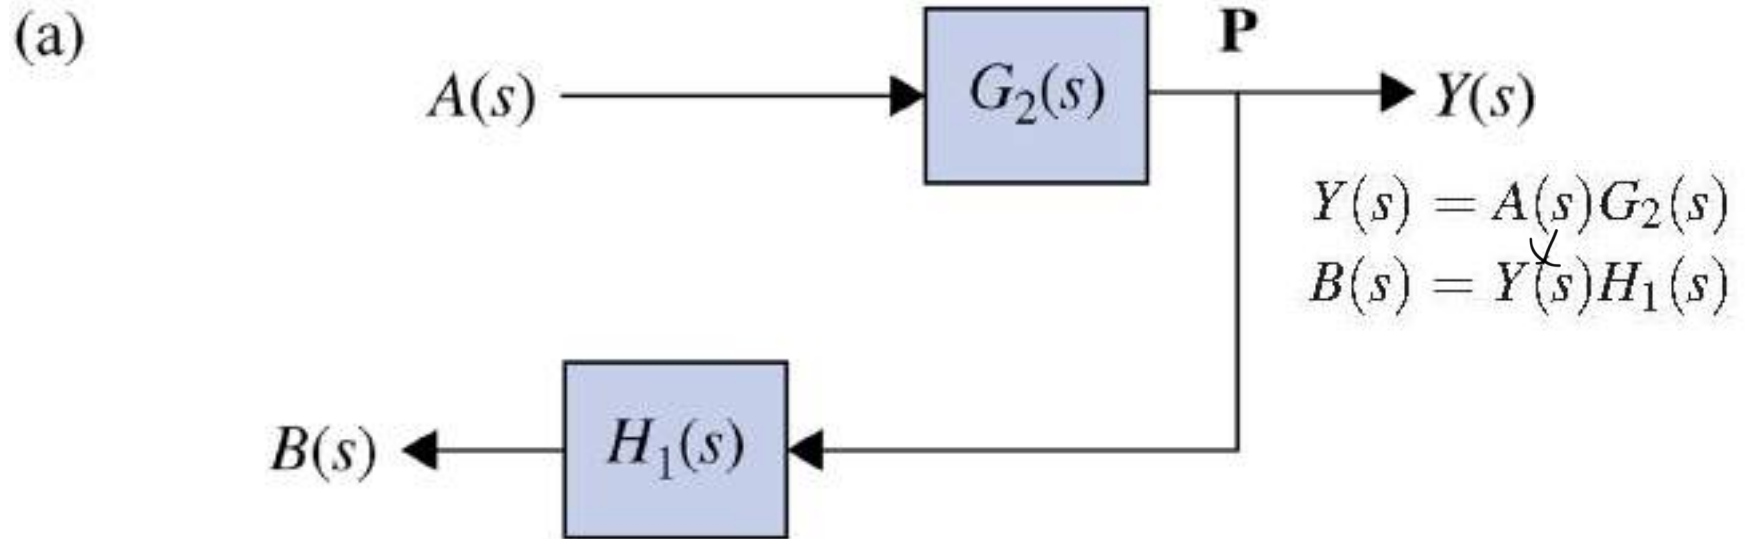 (a)
P
A(s)
G₂(s)
Y(s)
Y(s) = A(s)G₂(s)
B(s) = Y(s)H₁(s)
B(s)
H₁(s)